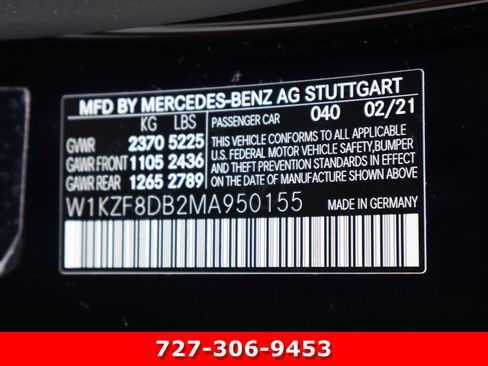 MFD BY MERCEDES-BENZ AG STUTTGART
KG LBS PASSENGER CAR 040 02/21
GVWR 2370 5225
GAWR FRONT 1105 2436
GAWR REAR 1265 2789
THIS VEHICLE CONFORMS TO ALL APPLICABLE
U.S. FEDERAL MOTOR VEHICLE SAFETY,BUMPER
AND THEFT PREVENTION STANDARDS IN EFFECT
ON THE DATE OF MANUFACTURE SHOWN ABOVE
W1KZF8DB2MA950155
MADE IN GERMANY
727-306-9453